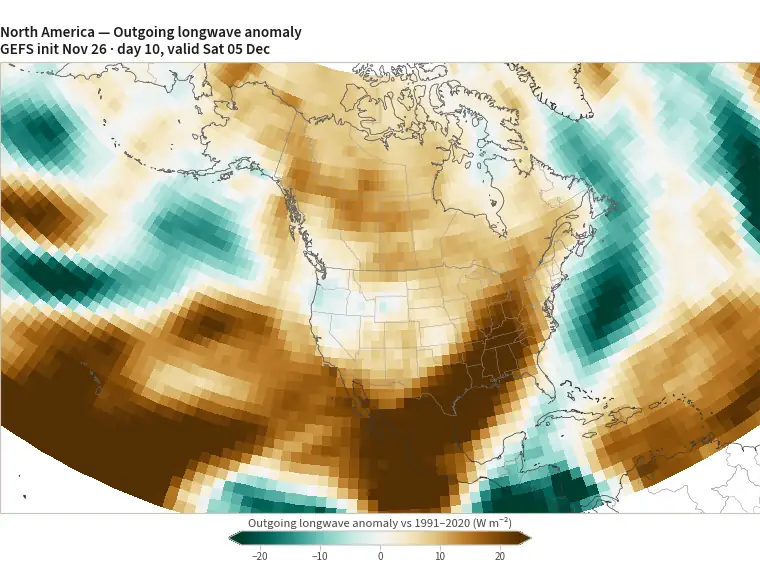 North America — Outgoing longwave anomaly
GEFS init Nov 26 · day 10, valid Sat 05 Dec
Outgoing longwave anomaly vs 1991–2020 (W m⁻²)
−20 −10 0 10 20